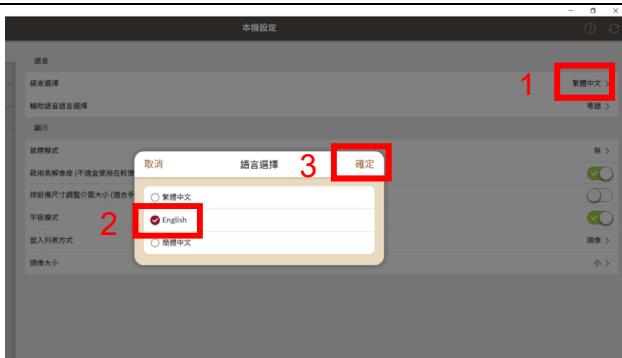 本機設定
語言
語言選擇
1
繁體中文 >
輔助語音語言選擇
粵語 >
顯示
鼠標模式
無 >
啟用高解像度 (不適宜使用在較
按設備尺寸調整介面大小 (適合手
平板模式
登入列表方式
頭像 >
頭像大小
小 >
取消
語言選擇
3
確定
繁體中文
2
English
簡體中文